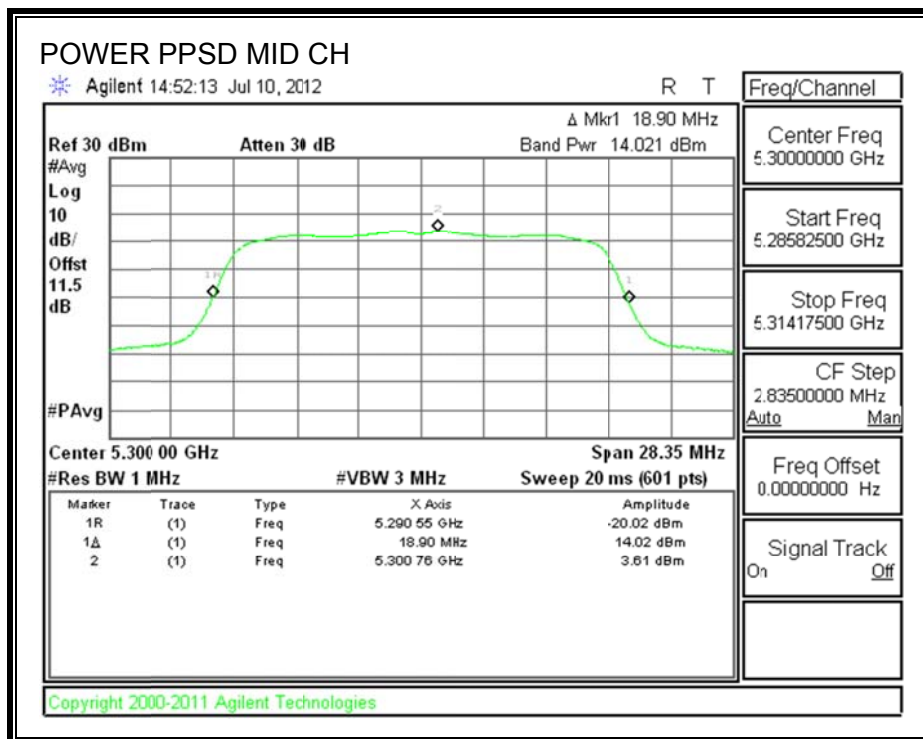 POWER PPSD MID CH
Agilent 14:52:13 Jul 10, 2012
R T
Δ Mkr1 18.90 MHz
Ref 30 dBm
Atten 30 dB
Band Pwr 14.021 dBm
#Avg
Log
10
dB/
Offst
11.5
dB
#PAvg
2
1R
1
Center 5.300 00 GHz
Span 28.35 MHz
#Res BW 1 MHz
#VBW 3 MHz
Sweep 20 ms (601 pts)
Marker Trace Type X Axis Amplitude
1R (1) Freq 5.290 55 GHz -20.02 dBm
1Δ (1) Freq 18.90 MHz 14.02 dBm
2 (1) Freq 5.300 76 GHz 3.61 dBm
Freq/Channel
Center Freq
5.30000000 GHz
Start Freq
5.28582500 GHz
Stop Freq
5.31417500 GHz
CF Step
2.83500000 MHz
Auto Man
Freq Offset
0.00000000 Hz
Signal Track
On Off
Copyright 2000-2011 Agilent Technologies